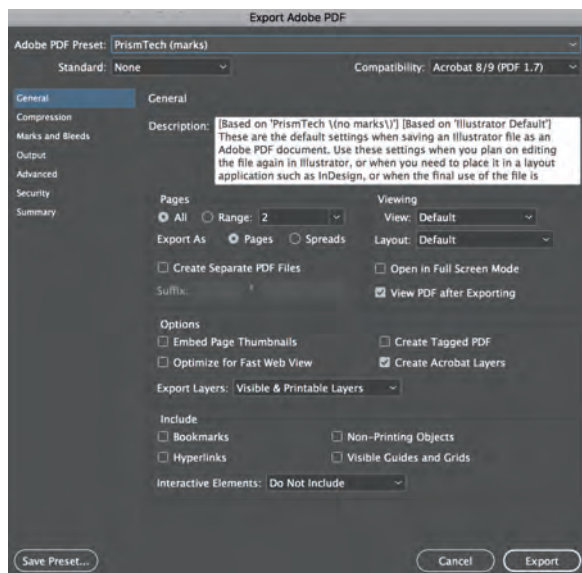 Export Adobe PDF
Adobe PDF Preset: PrismTech (marks)
Standard: None
Compatibility: Acrobat 8/9 (PDF 1.7)
General
Compression
Marks and Bleeds
Output
Advanced
Security
Summary
General
Description: [Based on 'PrismTech \(no marks\)'] [Based on 'Illustrator Default']
These are the default settings when saving an Illustrator file as an
Adobe PDF document. Use these settings when you plan on editing
the file again in Illustrator, or when you need to place it in a layout
application such as InDesign, or when the final use of the file is
Pages
All Range: 2
Export As Pages Spreads
Create Separate PDF Files
Suffix:
Viewing
View: Default
Layout: Default
Open in Full Screen Mode
View PDF after Exporting
Options
Embed Page Thumbnails
Create Tagged PDF
Optimize for Fast Web View
Create Acrobat Layers
Export Layers: Visible & Printable Layers
Include
Bookmarks
Non-Printing Objects
Hyperlinks
Visible Guides and Grids
Interactive Elements: Do Not Include
Save Preset...
Cancel
Export